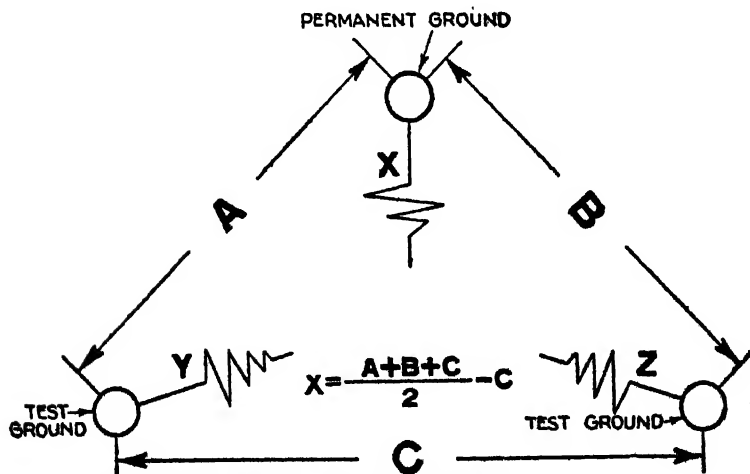 PERMANENT GROUND
X
A
B
Y
X=A+B+C/2-C
Z
TEST
GROUND
TEST GROUND
C